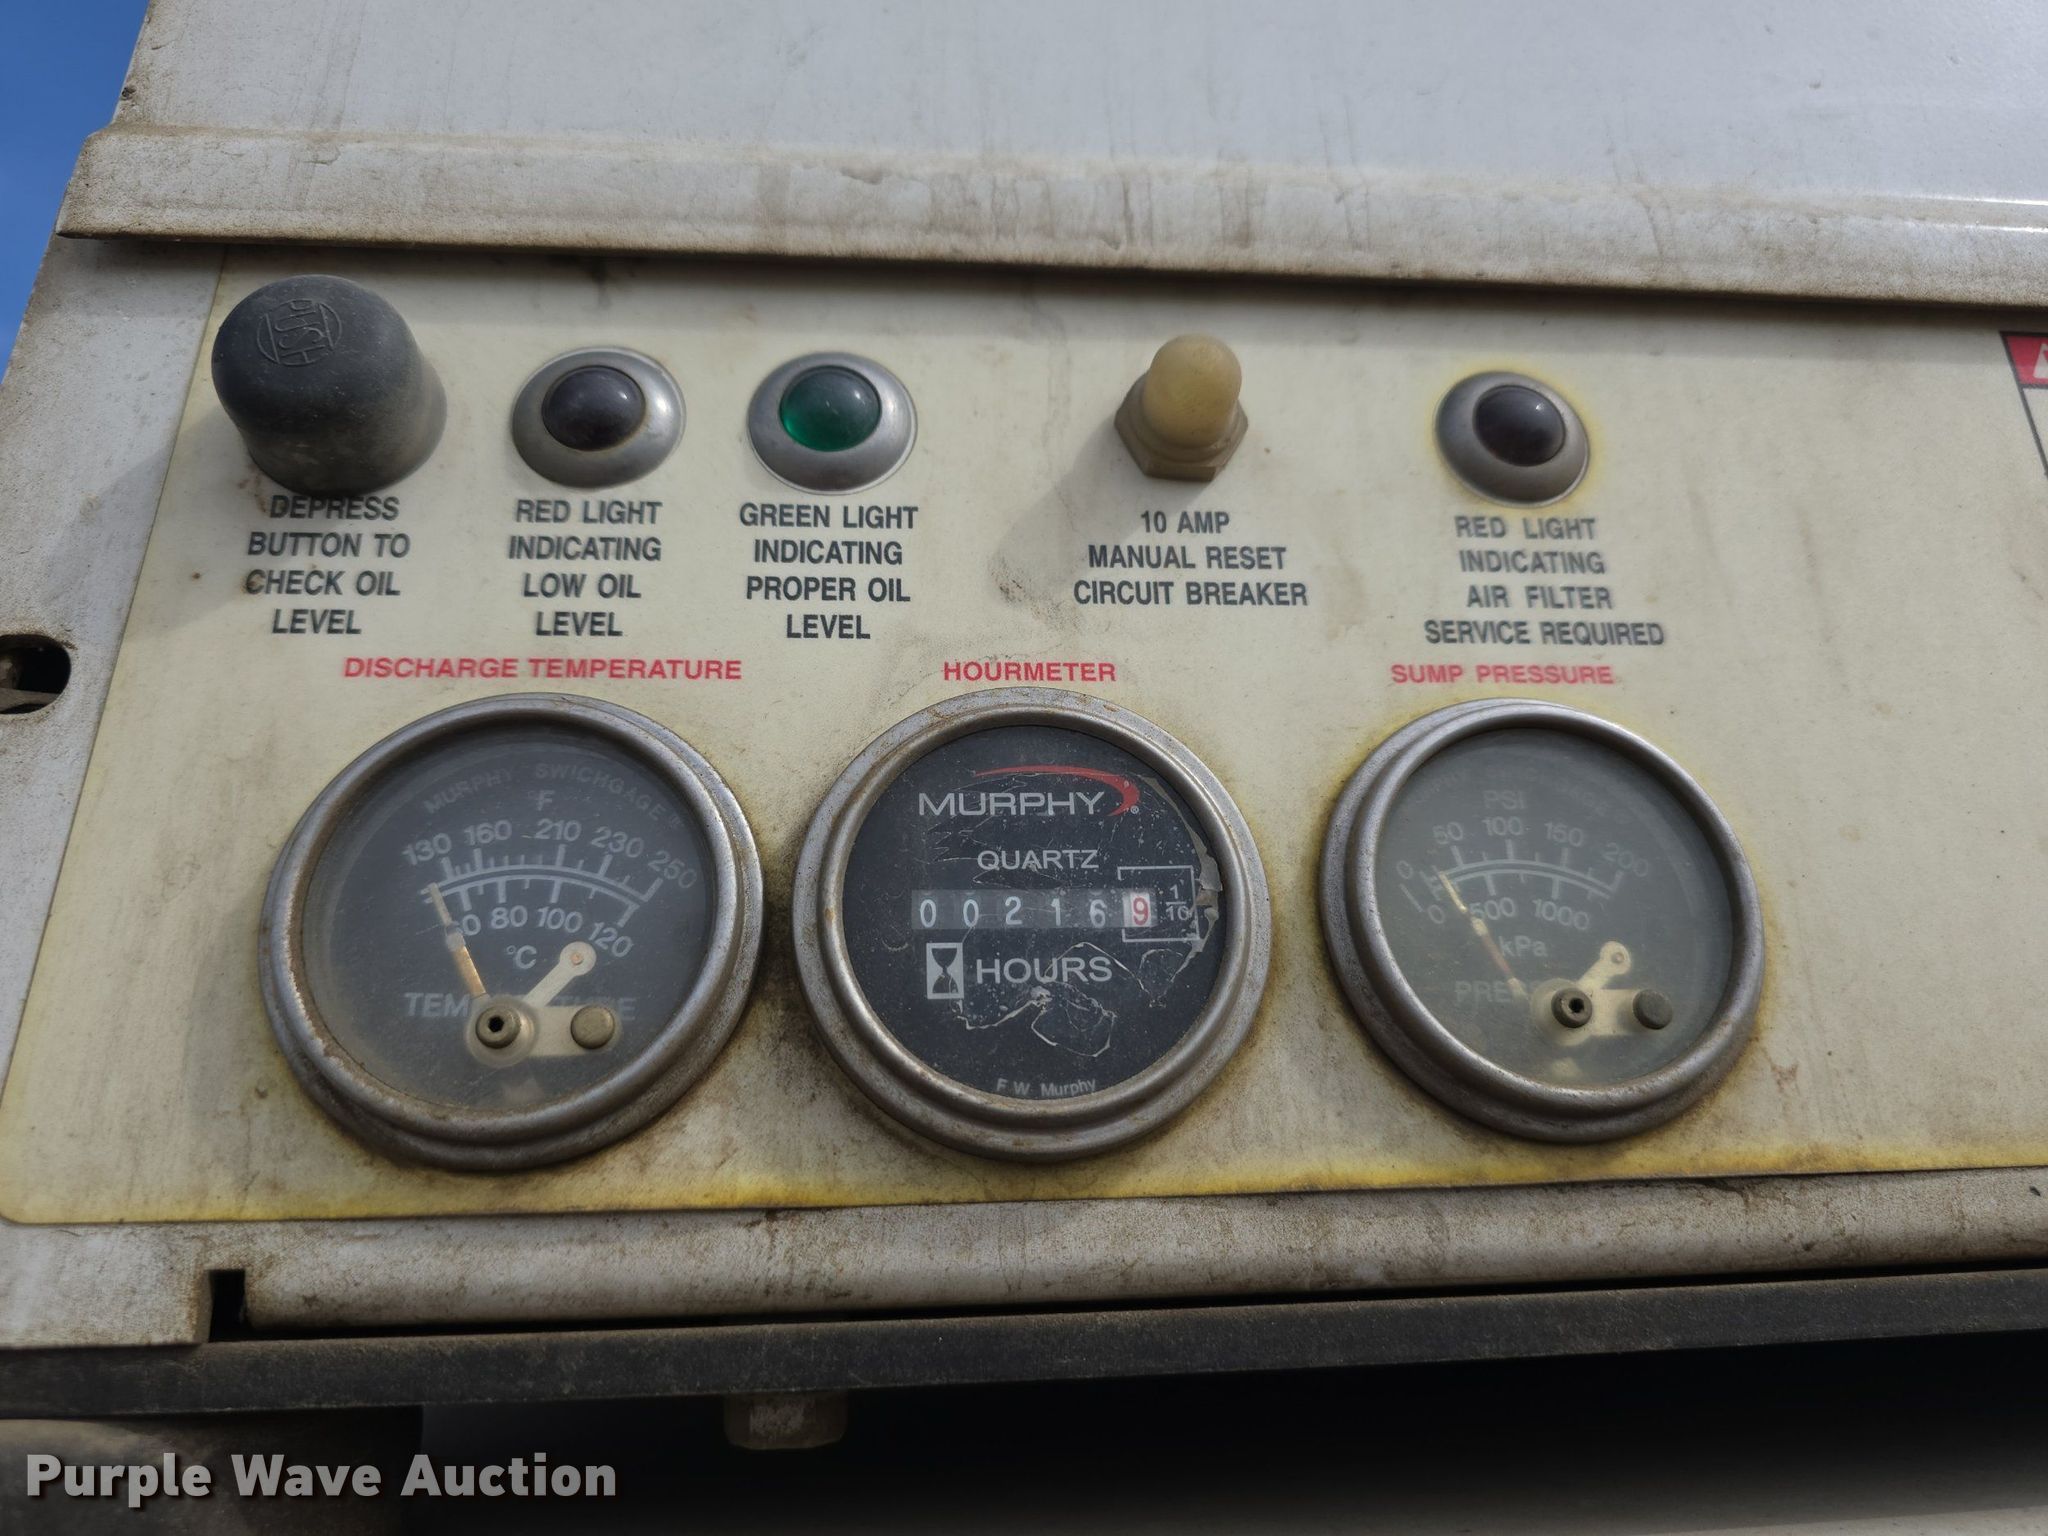 PUSH
DEPRESS
BUTTON TO
CHECK OIL
LEVEL
RED LIGHT
INDICATING
LOW OIL
LEVEL
GREEN LIGHT
INDICATING
PROPER OIL
LEVEL
10 AMP
MANUAL RESET
CIRCUIT BREAKER
RED LIGHT
INDICATING
AIR FILTER
SERVICE REQUIRED
DISCHARGE TEMPERATURE
MURPHY SWICHGAGE®
F
130 160 210 230 250
80 100 120
°C
HOURMETER
MURPHY®
QUARTZ
0 0 2 1 6 9 1/10
HOURS
F.W. Murphy
SUMP PRESSURE
PSI
0 50 100 150 200
0 500 1000
kPa
Purple Wave Auction